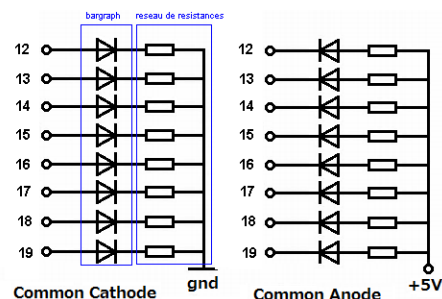 bargraph
reseau de resistances
12
13
14
15
16
17
18
19
gnd
Common Cathode
12
13
14
15
16
17
18
19
+5V
Common Anode